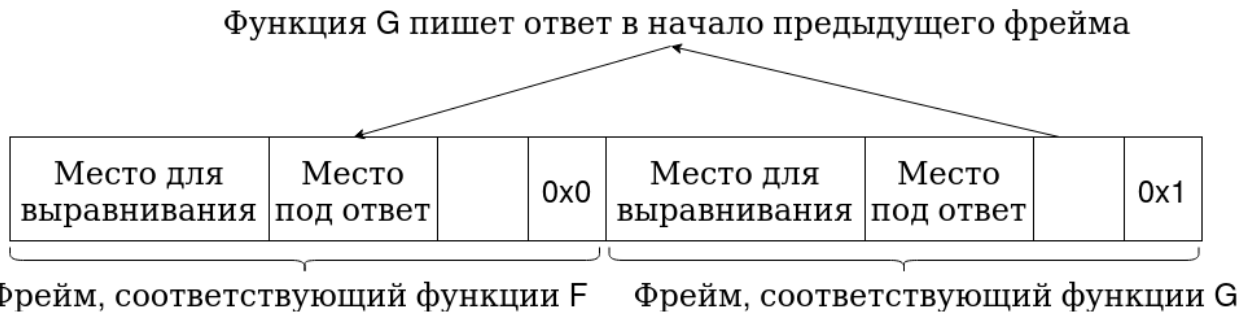 Функция G пишет ответ в начало предыдущего фрейма
Место для
выравнивания
Место
под ответ
0x0
Место для
выравнивания
Место
под ответ
0x1
Фрейм, соответствующий функции F
Фрейм, соответствующий функции G